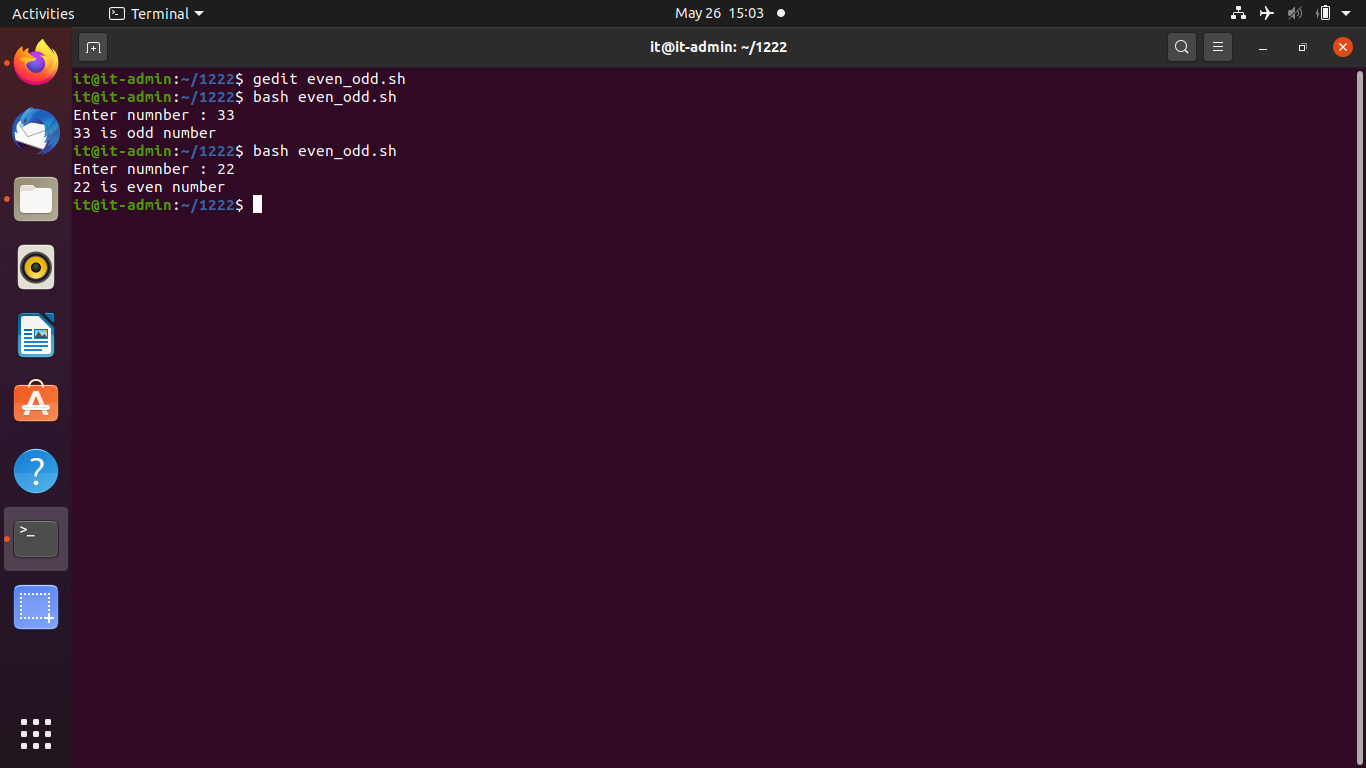 Activities
Terminal
May 26 15:03
it@it-admin: ~/1222
it@it-admin:~/1222$ gedit even_odd.sh
it@it-admin:~/1222$ bash even_odd.sh
Enter numnber : 33
33 is odd number
it@it-admin:~/1222$ bash even_odd.sh
Enter numnber : 22
22 is even number
it@it-admin:~/1222$